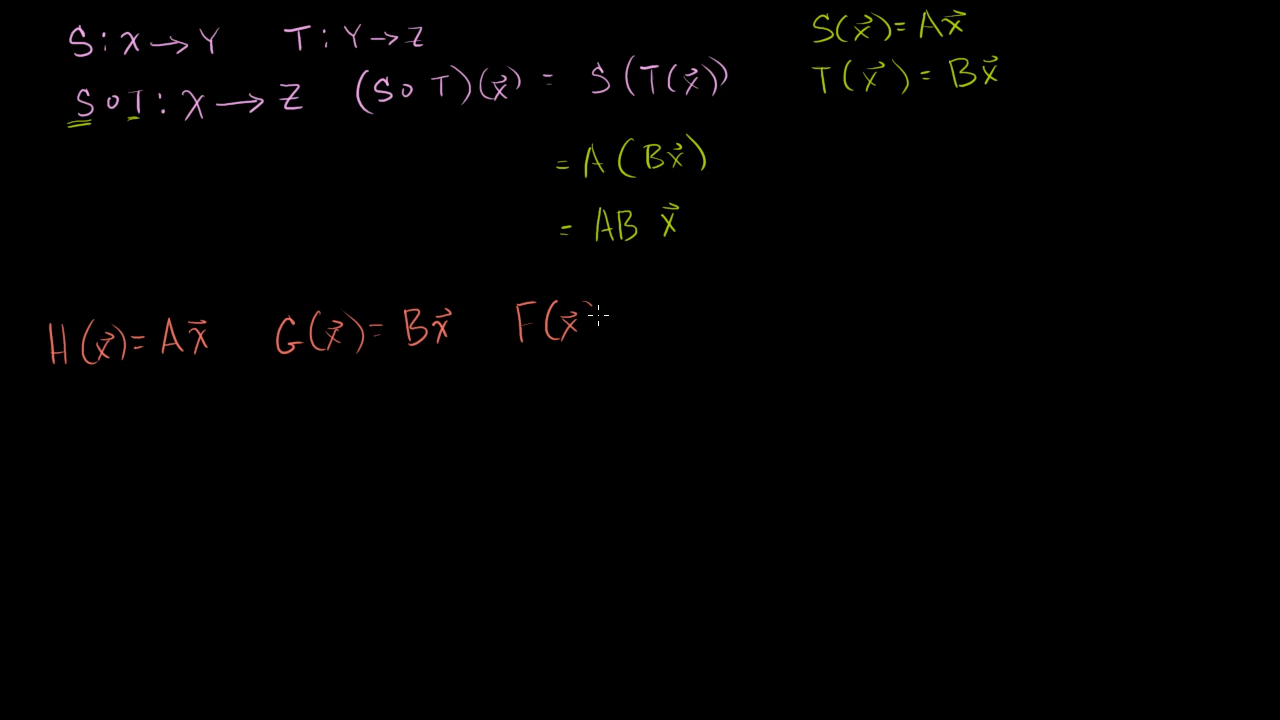 S : X → Y   T : Y → Z   S(x⃗) = Ax⃗
S ∘ T : X → Z   (S ∘ T)(x⃗) = S(T(x⃗))   T(x⃗) = Bx⃗
= A(Bx⃗)
= AB x⃗
H(x⃗) = Ax⃗   G(x⃗) = Bx⃗   F(x⃗)